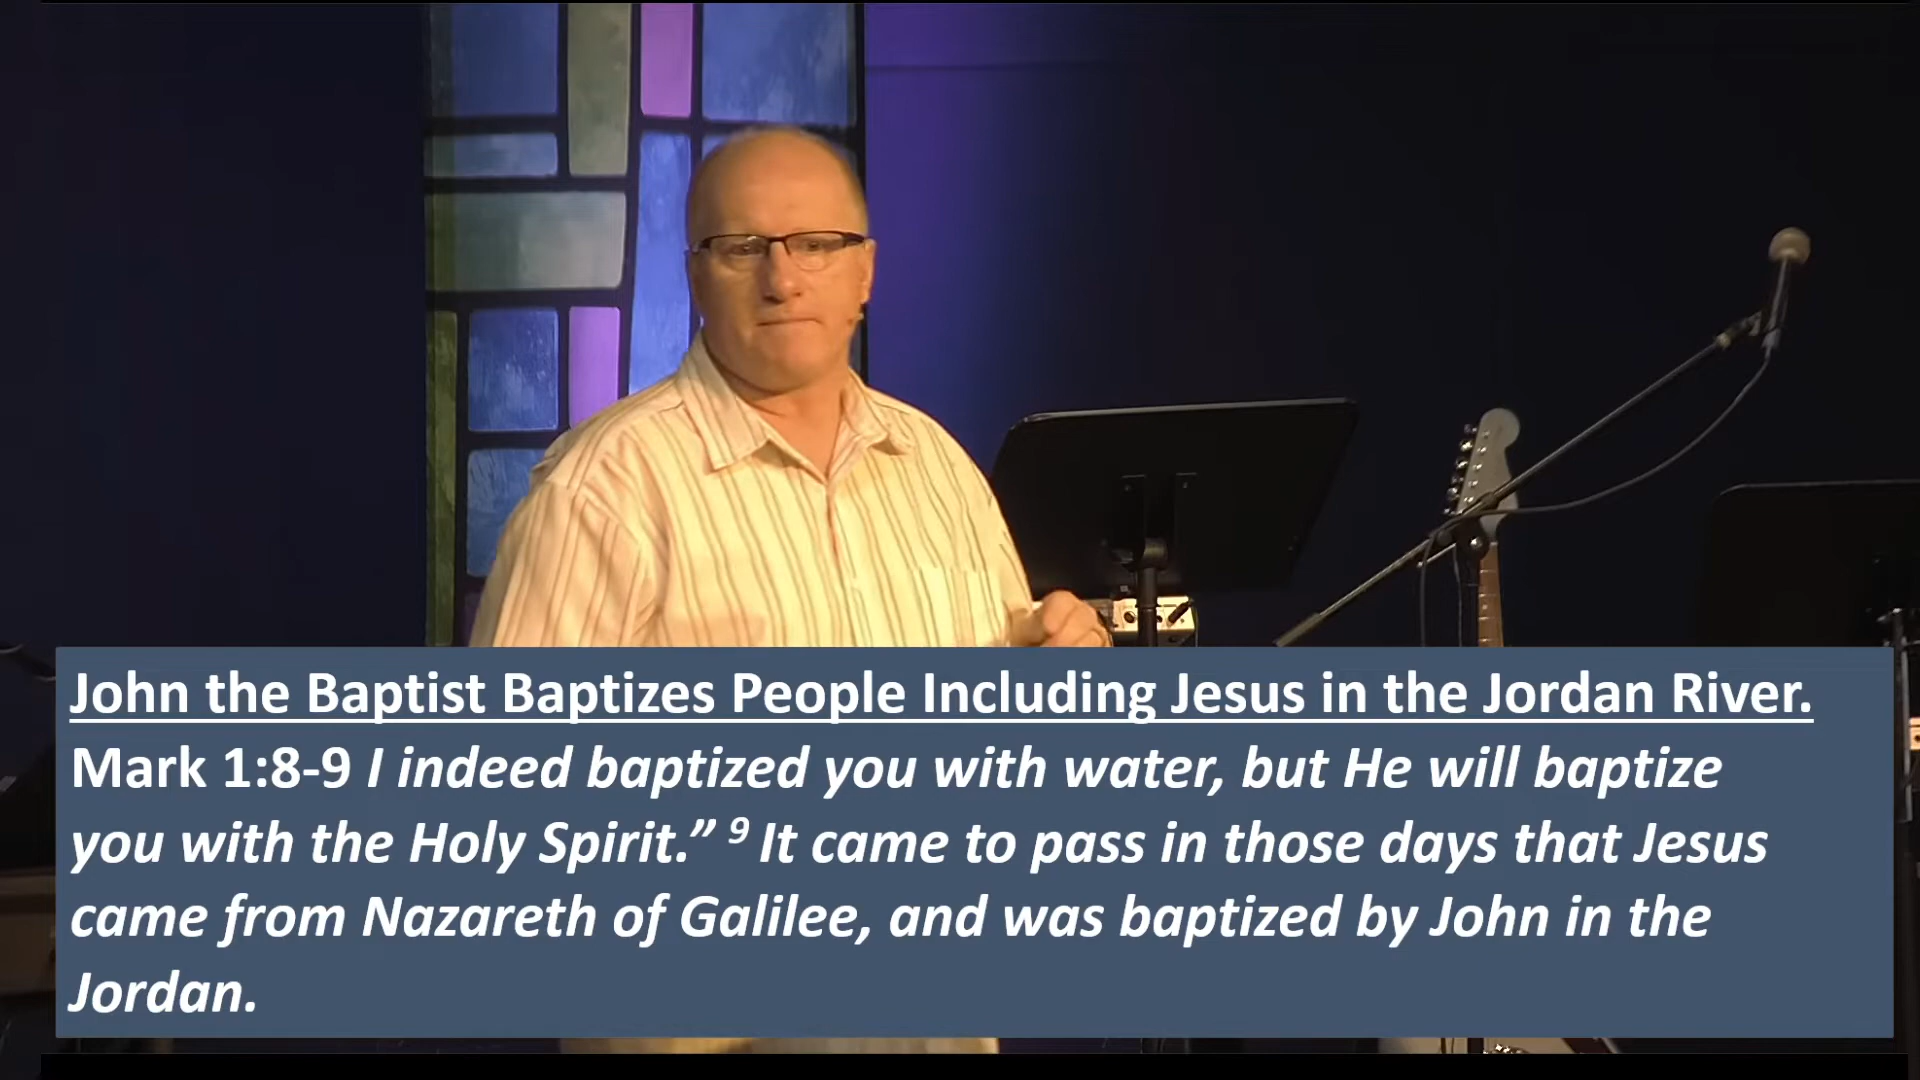 John the Baptist Baptizes People Including Jesus in the Jordan River.
Mark 1:8-9 I indeed baptized you with water, but He will baptize
you with the Holy Spirit.” 9 It came to pass in those days that Jesus
came from Nazareth of Galilee, and was baptized by John in the
Jordan.